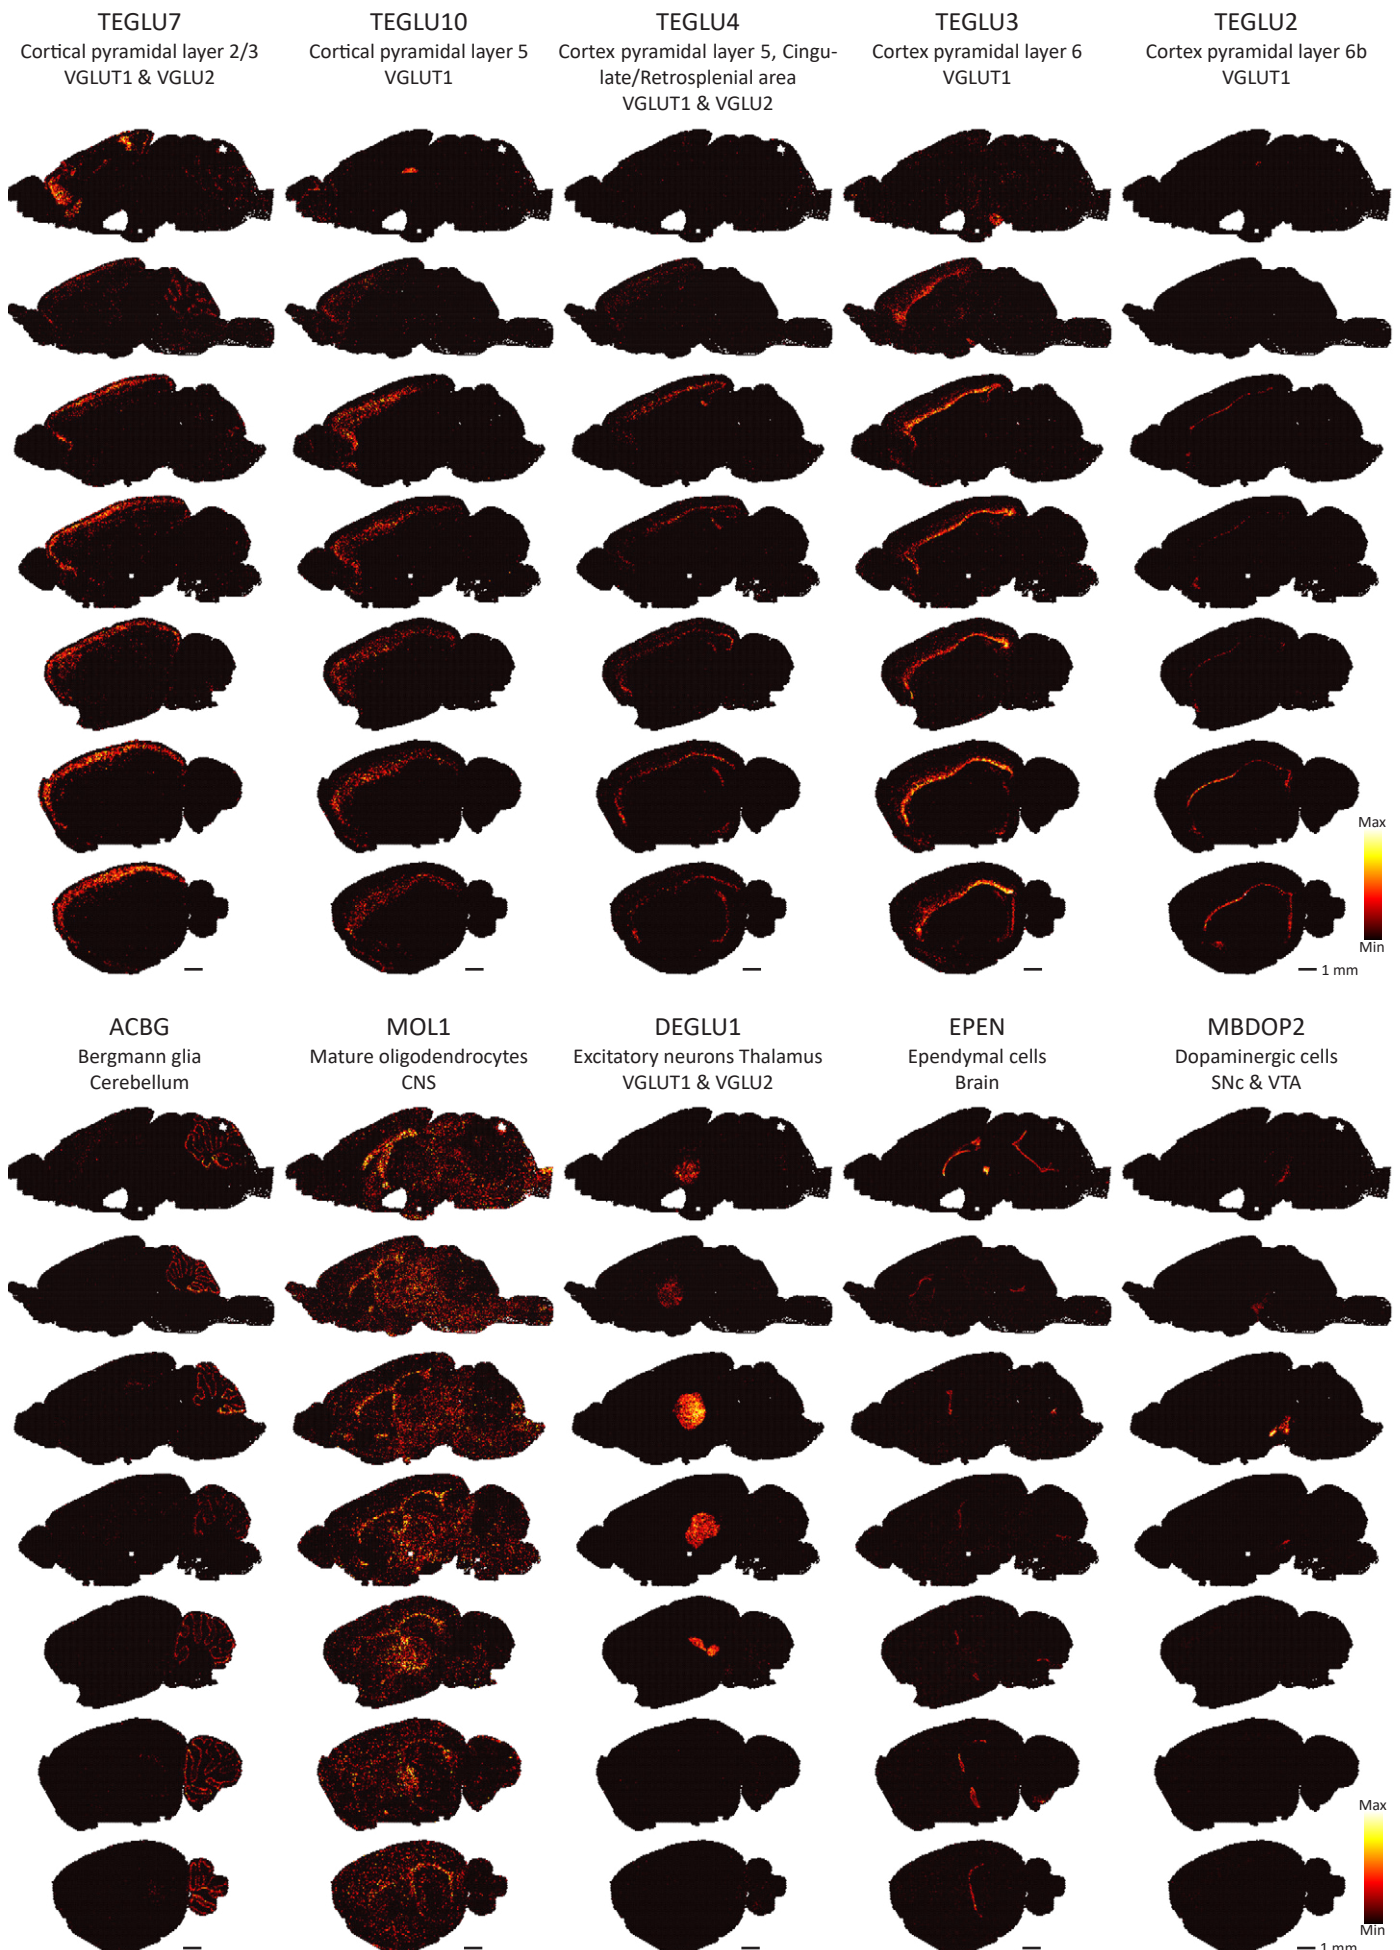 TEGLU7
Cortical pyramidal layer 2/3
VGLUT1 & VGLU2
TEGLU10
Cortical pyramidal layer 5
VGLUT1
TEGLU4
Cortex pyramidal layer 5, Cingu-
late/Retrosplenial area
VGLUT1 & VGLU2
TEGLU3
Cortex pyramidal layer 6
VGLUT1
TEGLU2
Cortex pyramidal layer 6b
VGLUT1
Max
Min
1 mm
ACBG
Bergmann glia
Cerebellum
MOL1
Mature oligodendrocytes
CNS
DEGLU1
Excitatory neurons Thalamus
VGLUT1 & VGLU2
EPEN
Ependymal cells
Brain
MBDOP2
Dopaminergic cells
SNc & VTA
Max
Min
1 mm